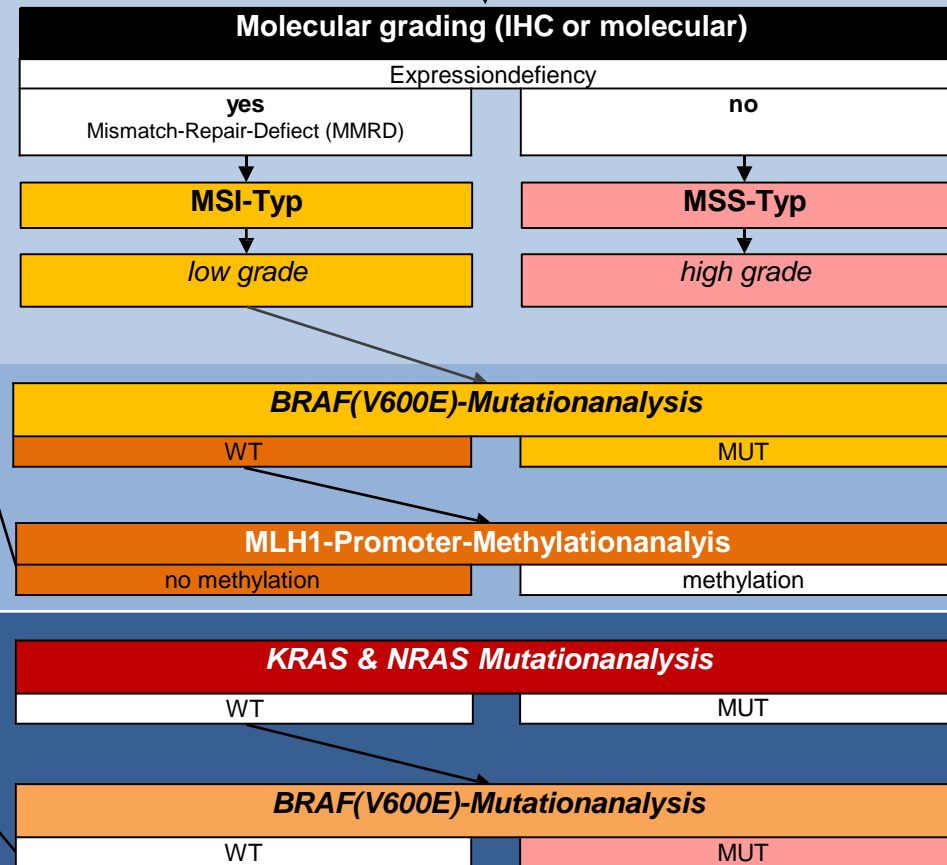 Molecular grading (IHC or molecular)
Expressiondefiency
yes
Mismatch-Repair-Defiect (MMRD)
no
MSI-Typ
MSS-Typ
low grade
high grade
BRAF(V600E)-Mutationanalysis
WT
MUT
MLH1-Promoter-Methylationanalyis
no methylation
methylation
KRAS & NRAS Mutationanalysis
WT
MUT
BRAF(V600E)-Mutationanalysis
WT
MUT